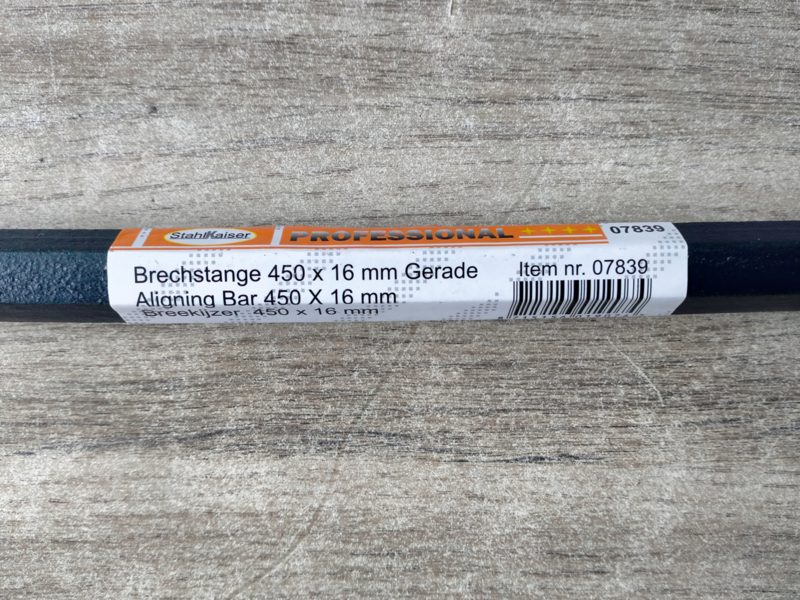 StahlKaiser PROFESSIONAL ++++ 07839
Brechstange 450 x 16 mm Gerade
Item nr. 07839
Aligning Bar 450 X 16 mm
Breekijzer 450 x 16 mm